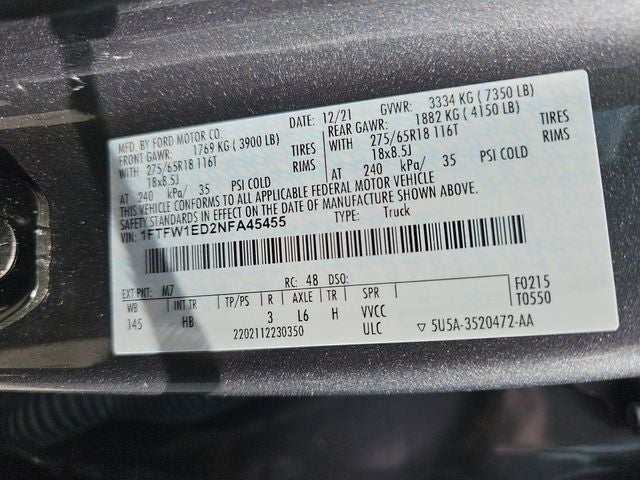 MFD. BY FORD MOTOR CO. DATE: 12/21 GVWR: 3334 KG ( 7350 LB)
FRONT GAWR: 1769 KG ( 3900 LB) REAR GAWR: 1882 KG ( 4150 LB)
WITH 275/65R18 116T TIRES WITH 275/65R18 116T TIRES
18x8.5J RIMS 18x8.5J RIMS
AT 240 kPa/ 35 PSI COLD AT 240 kPa/ 35 PSI COLD
THIS VEHICLE CONFORMS TO ALL APPLICABLE FEDERAL MOTOR VEHICLE
SAFETY STANDARDS IN EFFECT ON THE DATE OF MANUFACTURE SHOWN ABOVE.
VIN: 1FTFW1ED2NFA45455 TYPE: Truck
EXT PNT: M7 RC: 48 DSO: F0215
WB INT TR TP/PS R AXLE TR SPR T0550
145 HB 3 L6 H VVCC
2202112230350 ULC ▽ 5U5A-3520472-AA